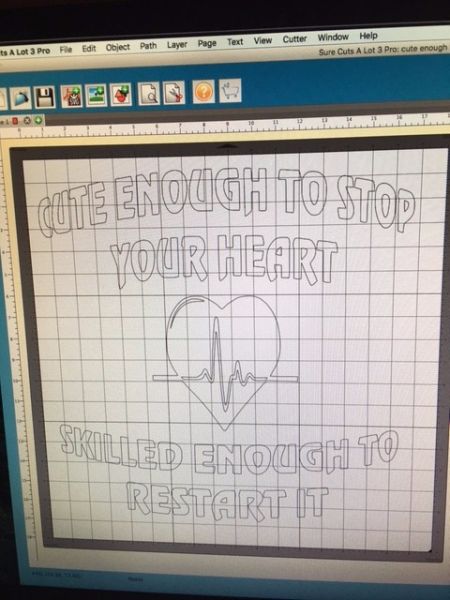 ts A Lot 3 Pro File Edit Object Path Layer Page Text View Cutter Window Help
Sure Cuts A Lot 3 Pro: cute enough
CUTE ENOUGH TO STOP
YOUR HEART
SKILLED ENOUGH TO
RESTART IT